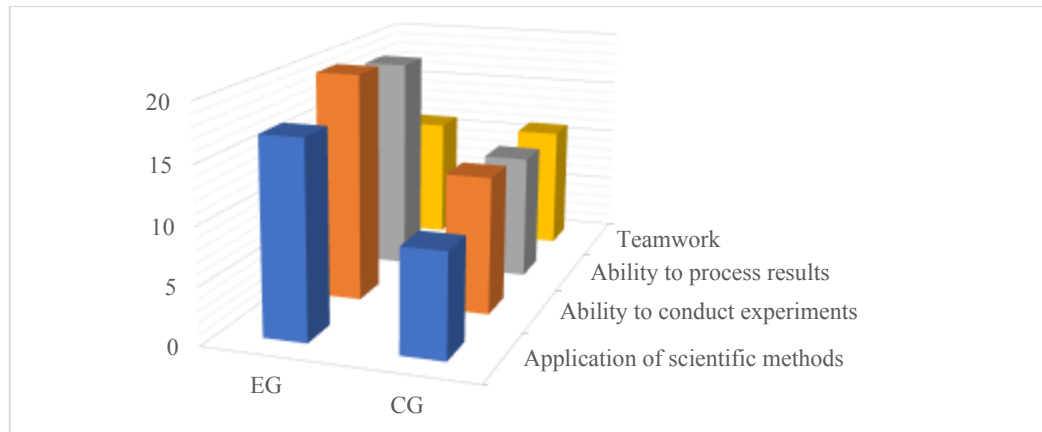 20
15
10
5
0
EG
CG
Teamwork
Ability to process results
Ability to conduct experiments
Application of scientific methods